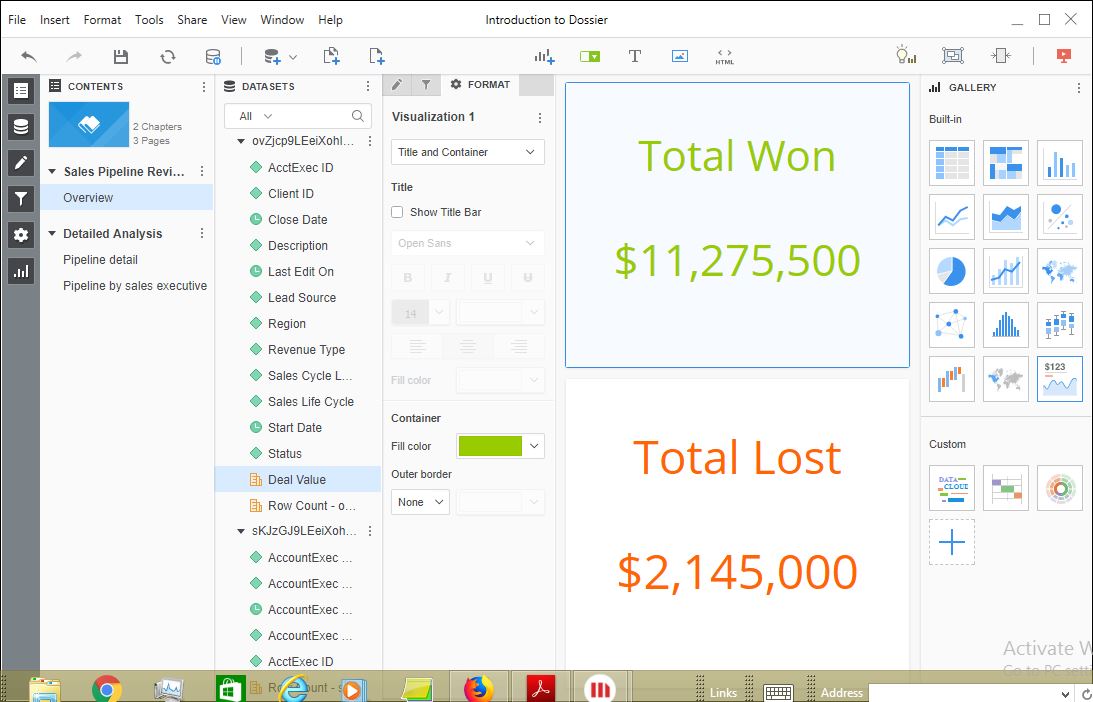 File Insert Format Tools Share View Window Help
Introduction to Dossier
HTML
CONTENTS
2 Chapters
3 Pages
Sales Pipeline Revi...
Overview
Detailed Analysis
Pipeline detail
Pipeline by sales executive
DATASETS
All
ovZjcp9LEeiXohl...
AcctExec ID
Client ID
Close Date
Description
Last Edit On
Lead Source
Region
Revenue Type
Sales Cycle L...
Sales Life Cycle
Start Date
Status
Deal Value
Row Count - o...
sKJzGJ9LEeiXoh...
AccountExec ...
AccountExec ...
AccountExec ...
AccountExec ...
AcctExec ID
Row Count - s
FORMAT
Visualization 1
Title and Container
Title
Show Title Bar
Open Sans
B I U U
14
Fill color
Container
Fill color
Outer border
None
Total Won
$11,275,500
Total Lost
$2,145,000
GALLERY
Built-in
$123
Custom
DATA
CLOUD
Activate W
Go to PC setti
Links
Address